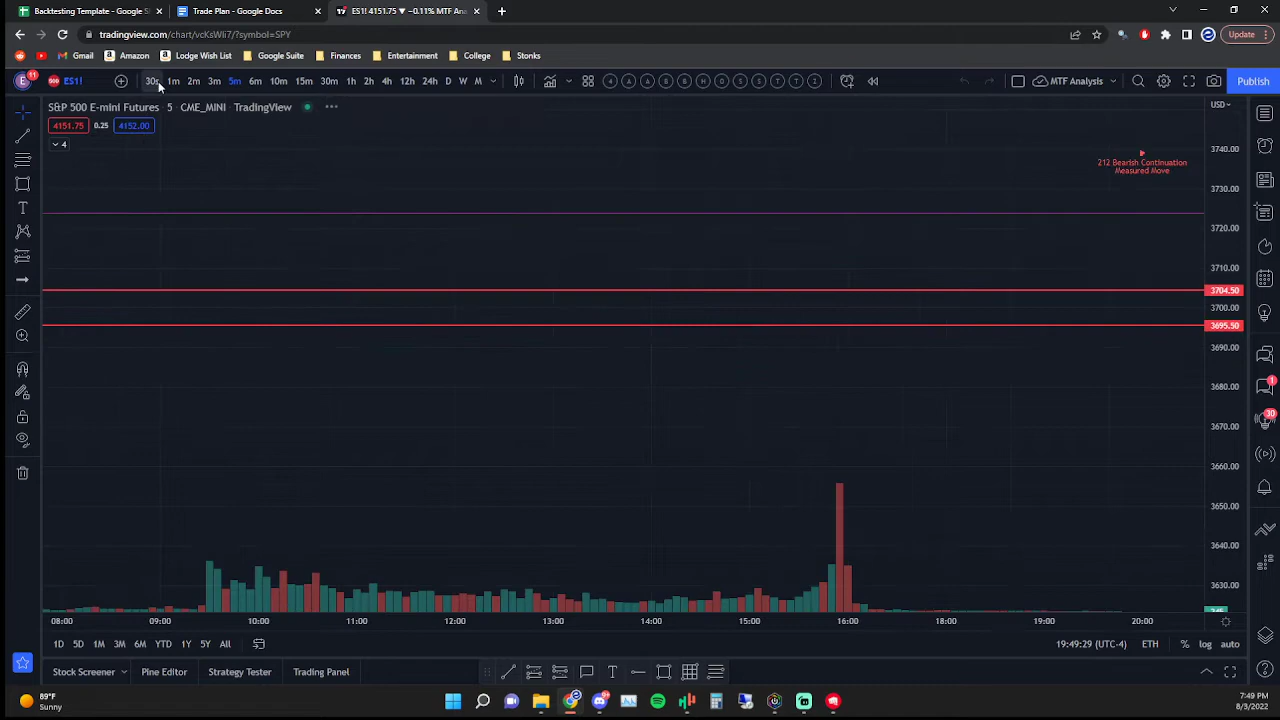 Backtesting Template - Google S
Trade Plan - Google Docs
ES1! 4151.75 ▼ −0.11% MTF An
tradingview.com/chart/vcKsWii7/?symbol=SPY
Update
Gmail
Amazon
Lodge Wish List
Google Suite
Finances
Entertainment
College
Stonks
E
11
500
ES1!
30s
1m
2m
3m
5m
6m
10m
15m
30m
1h
2h
4h
12h
24h
D
W
M
MTF Analysis
Publish
S&P 500 E-mini Futures · 5 · CME_MINI · TradingView
4151.75
0.25
4152.00
4
USD
212 Bearish Continuation
Measured Move
3740.00
3730.00
3720.00
3710.00
3704.50
3700.00
3695.50
3690.00
3680.00
3670.00
3660.00
3650.00
3640.00
3630.00
1
30
08:00
09:00
10:00
11:00
12:00
13:00
14:00
15:00
16:00
17:00
18:00
19:00
20:00
1D
5D
1M
3M
6M
YTD
1Y
5Y
All
19:49:29 (UTC-4)
ETH
%
log
auto
Stock Screener
Pine Editor
Strategy Tester
Trading Panel
89°F
Sunny
7:49 PM
8/3/2022